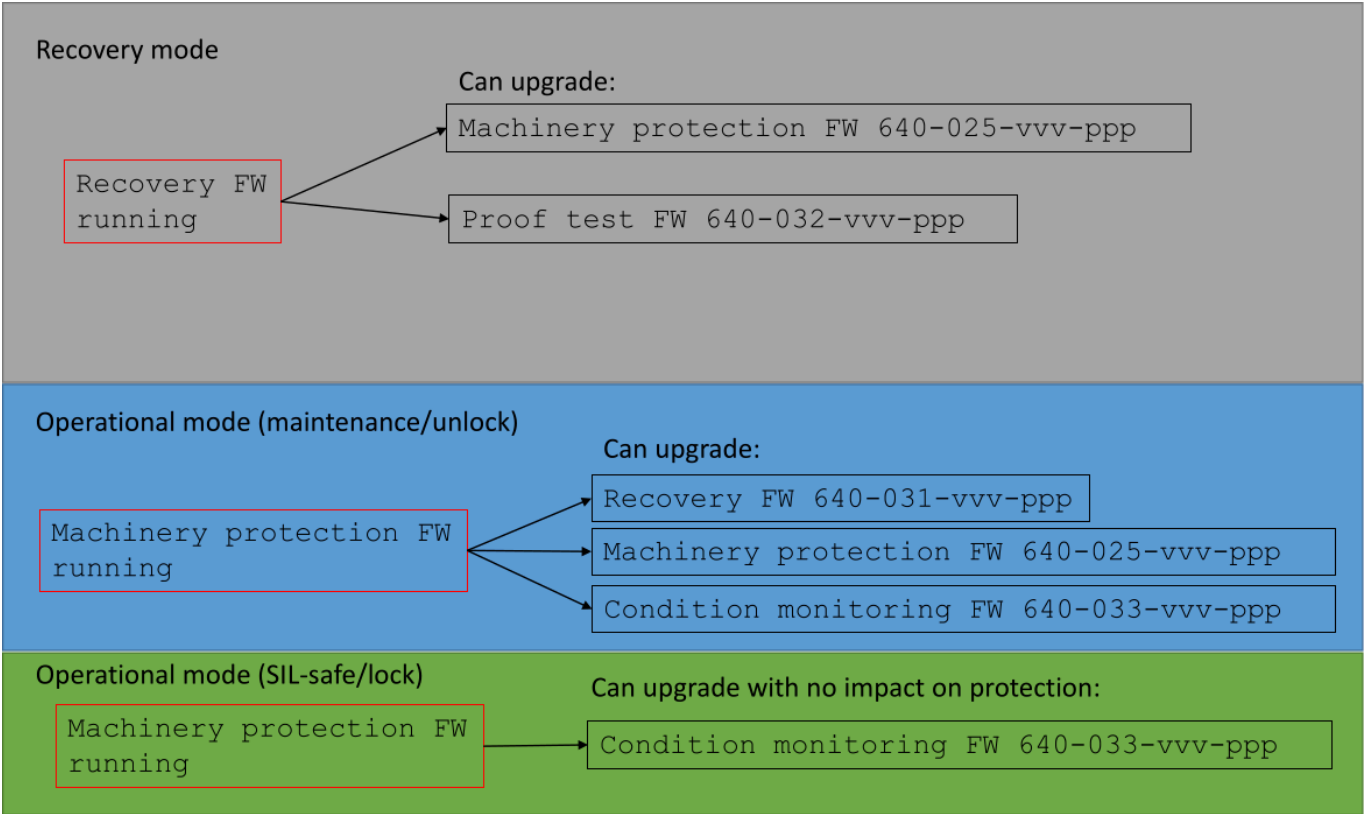 Recovery mode
Can upgrade:
Machinery protection FW 640-025-vvv-ppp
Recovery FW
running
Proof test FW 640-032-vvv-ppp
Operational mode (maintenance/unlock)
Can upgrade:
Recovery FW 640-031-vvv-ppp
Machinery protection FW
running
Machinery protection FW 640-025-vvv-ppp
Condition monitoring FW 640-033-vvv-ppp
Operational mode (SIL-safe/lock)
Can upgrade with no impact on protection:
Machinery protection FW
running
Condition monitoring FW 640-033-vvv-ppp